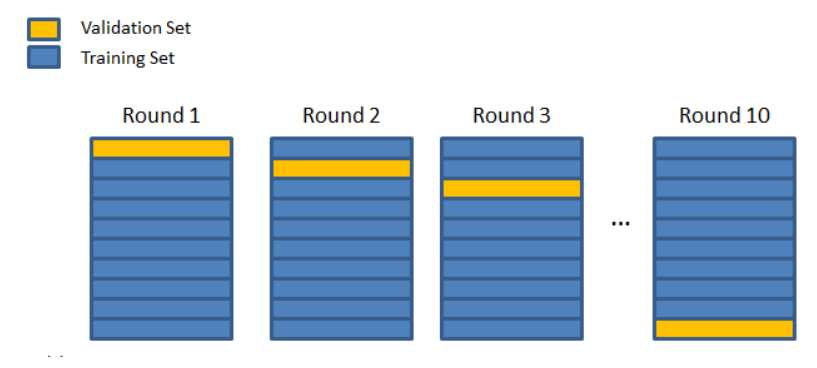 Validation Set
Training Set
Round 1
Round 2
Round 3
Round 10
...